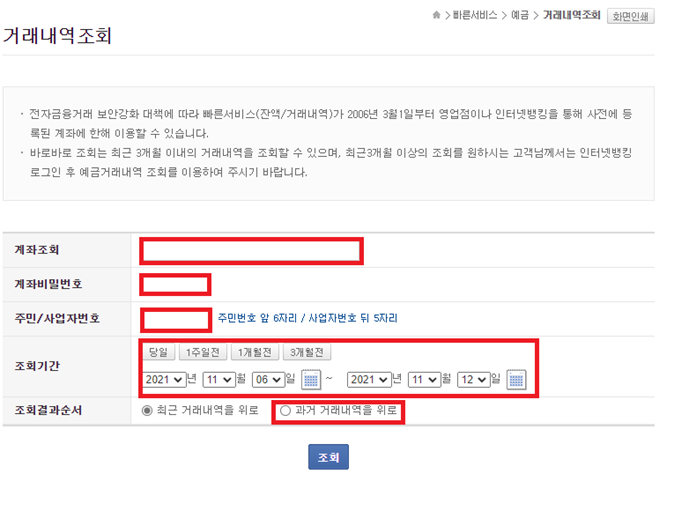 > 빠른서비스 > 예금 > 거래내역조회 화면인쇄
거래내역조회
· 전자금융거래 보안강화 대책에 따라 빠른서비스(잔액/거래내역)가 2006년 3월1일부터 영업점이나 인터넷뱅킹을 통해 사전에 등
록된 계좌에 한해 이용할 수 있습니다.
· 바로바로 조회는 최근 3개월 이내의 거래내역을 조회할 수 있으며, 최근3개월 이상의 조회를 원하시는 고객님께서는 인터넷뱅킹
로그인 후 예금거래내역 조회를 이용하여 주시기 바랍니다.
계좌조회
계좌비밀번호
주민/사업자번호 주민번호 앞 6자리 / 사업자번호 뒤 5자리
조회기간
당일 1주일전 1개월전 3개월전
2021 년 11 월 06 일 ~ 2021 년 11 월 12 일
조회결과순서 최근 거래내역을 위로 과거 거래내역을 위로
조회